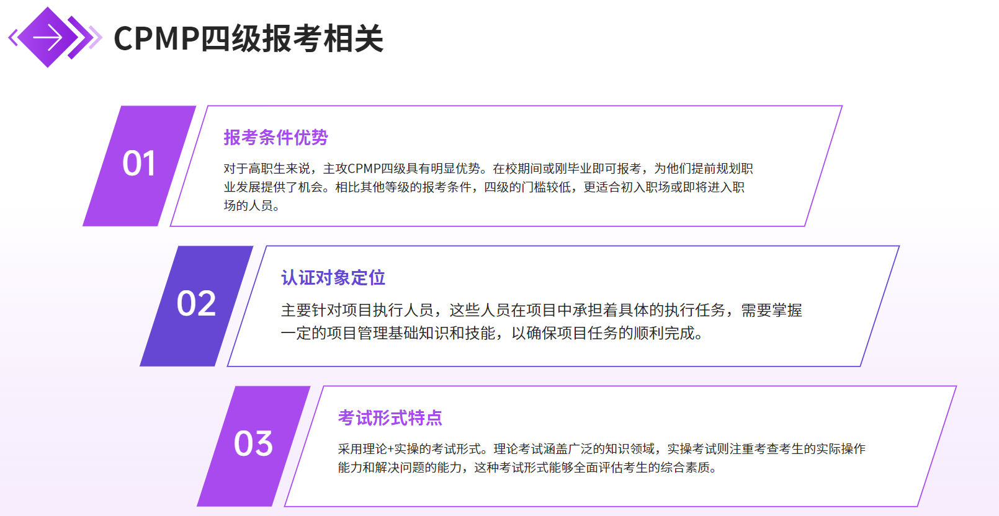 CPMP四级报考相关
01
报考条件优势
对于高职生来说，主攻CPMP四级具有明显优势。在校期间或刚毕业即可报考，为他们提前规划职
业发展提供了机会。相比其他等级的报考条件，四级的门槛较低，更适合初入职场或即将进入职
场的人员。
02
认证对象定位
主要针对项目执行人员，这些人员在项目中承担着具体的执行任务，需要掌握
一定的项目管理基础知识和技能，以确保项目任务的顺利完成。
03
考试形式特点
采用理论+实操的考试形式。理论考试涵盖广泛的知识领域，实操考试则注重考查考生的实际操作
能力和解决问题的能力，这种考试形式能够全面评估考生的综合素质。